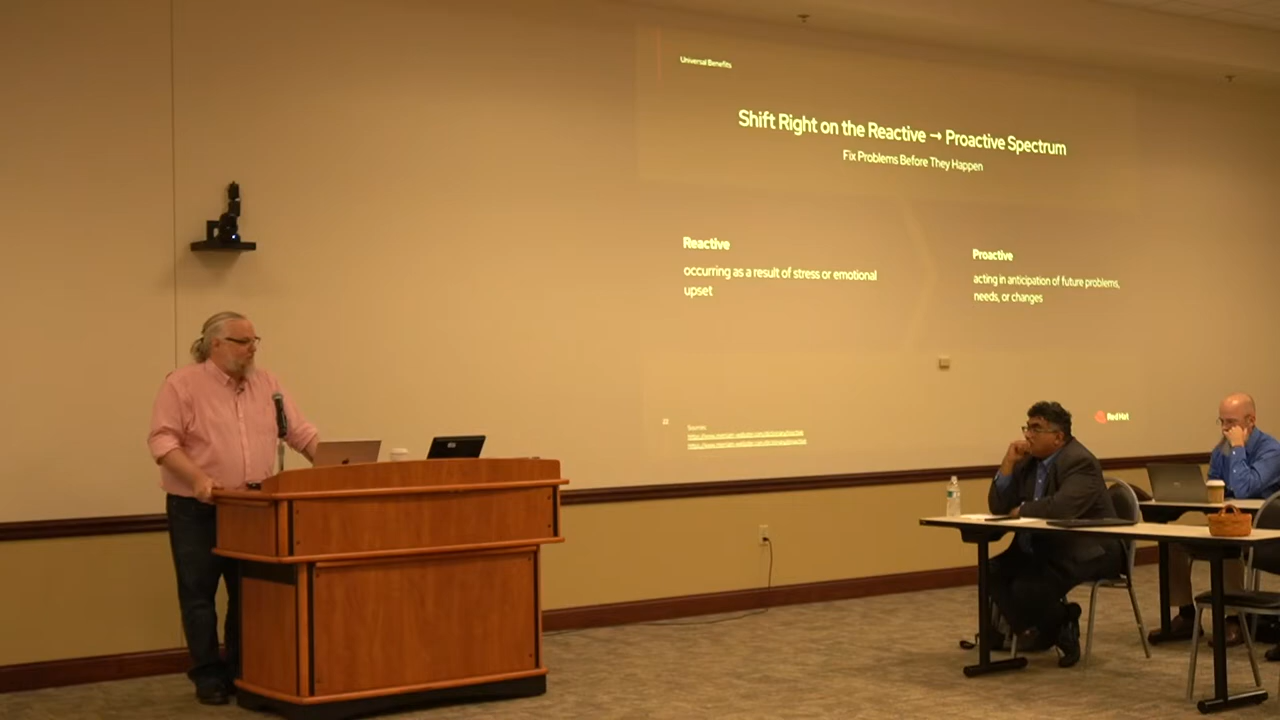 Universal Benefits
Shift Right on the Reactive → Proactive Spectrum
Fix Problems Before They Happen
Reactive
occurring as a result of stress or emotional
upset
Proactive
acting in anticipation of future problems,
needs, or changes
Sources:
Red Hat